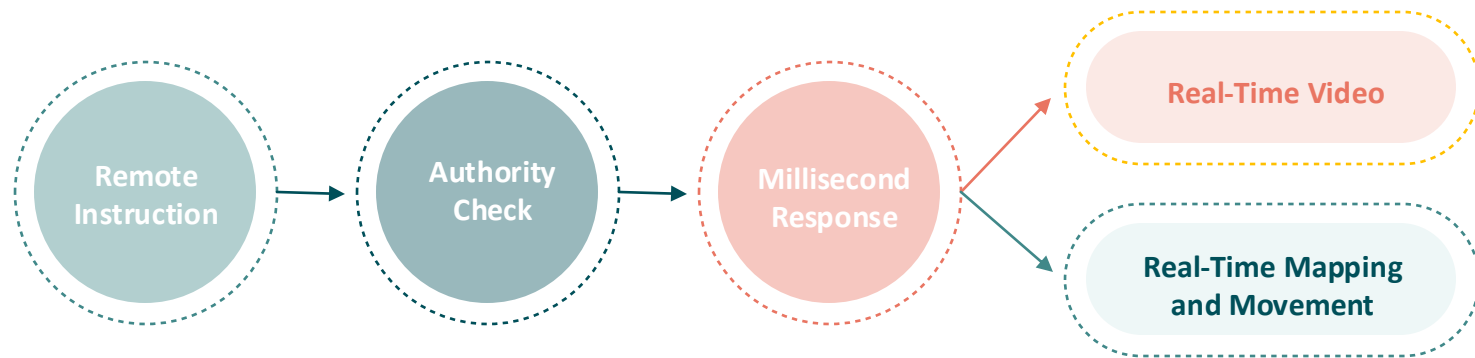 Remote
Instruction
Authority
Check
Millisecond
Response
Real-Time Video
Real-Time Mapping
and Movement